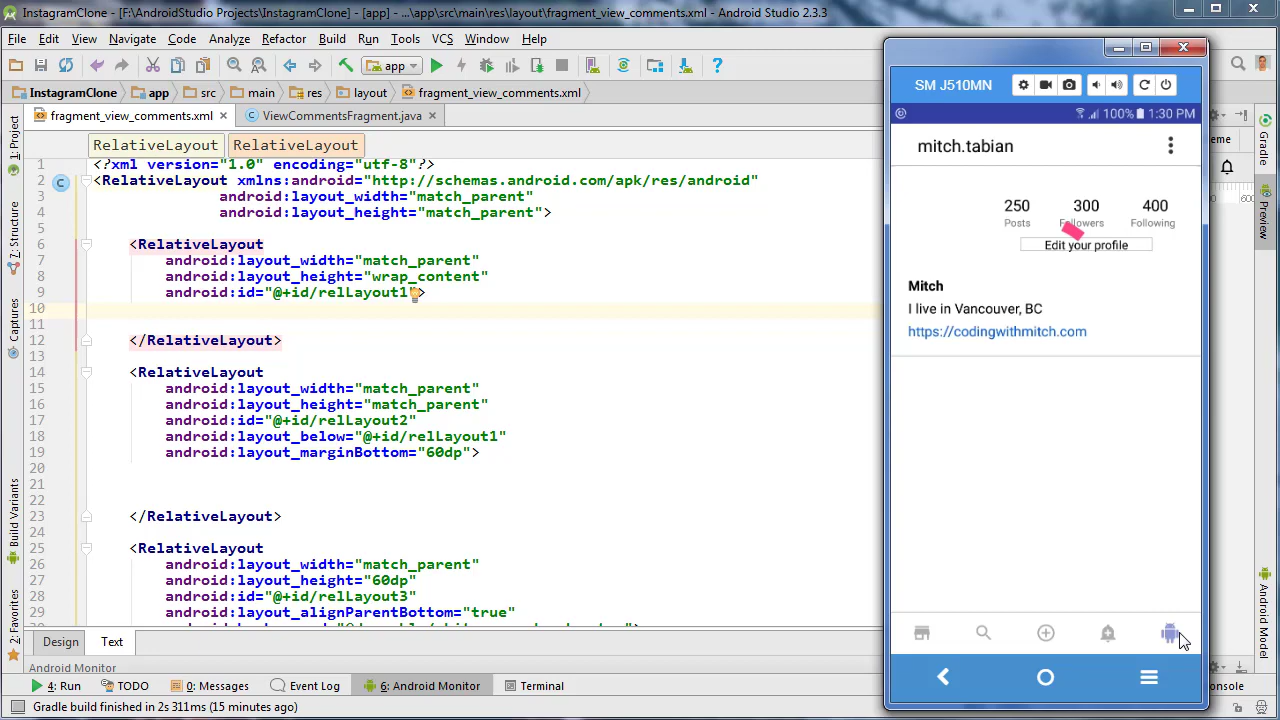 InstagramClone - [F:\AndroidStudio Projects\InstagramClone] - [app] - ...\app\src\main\res\layout\fragment_view_comments.xml - Android Studio 2.3.3
File Edit View Navigate Code Analyze Refactor Build Run Tools VCS Window Help
app
InstagramClone app src main res layout fragment_view_comments.xml
fragment_view_comments.xml ViewCommentsFragment.java
RelativeLayout RelativeLayout
1 <?xml version="1.0" encoding="utf-8"?>
2 <RelativeLayout xmlns:android="http://schemas.android.com/apk/res/android"
3 android:layout_width="match_parent"
4 android:layout_height="match_parent">
5
6 <RelativeLayout
7 android:layout_width="match_parent"
8 android:layout_height="wrap_content"
9 android:id="@+id/relLayout1">
10
11
12 </RelativeLayout>
13
14 <RelativeLayout
15 android:layout_width="match_parent"
16 android:layout_height="match_parent"
17 android:id="@+id/relLayout2"
18 android:layout_below="@+id/relLayout1"
19 android:layout_marginBottom="60dp">
20
21
22
23 </RelativeLayout>
24
25 <RelativeLayout
26 android:layout_width="match_parent"
27 android:layout_height="60dp"
28 android:id="@+id/relLayout3"
29 android:layout_alignParentBottom="true"
1: Project
7: Structure
Captures
Build Variants
2: Favorites
SM J510MN
100% 1:30 PM
mitch.tabian
250 300 400
Posts Followers Following
Edit your profile
Mitch
I live in Vancouver, BC
https://codingwithmitch.com
eme
600
Gradle
Preview
Android Model
Design Text
Android Monitor
4: Run TODO 0: Messages Event Log 6: Android Monitor Terminal
onsole
Gradle build finished in 2s 311ms (15 minutes ago)